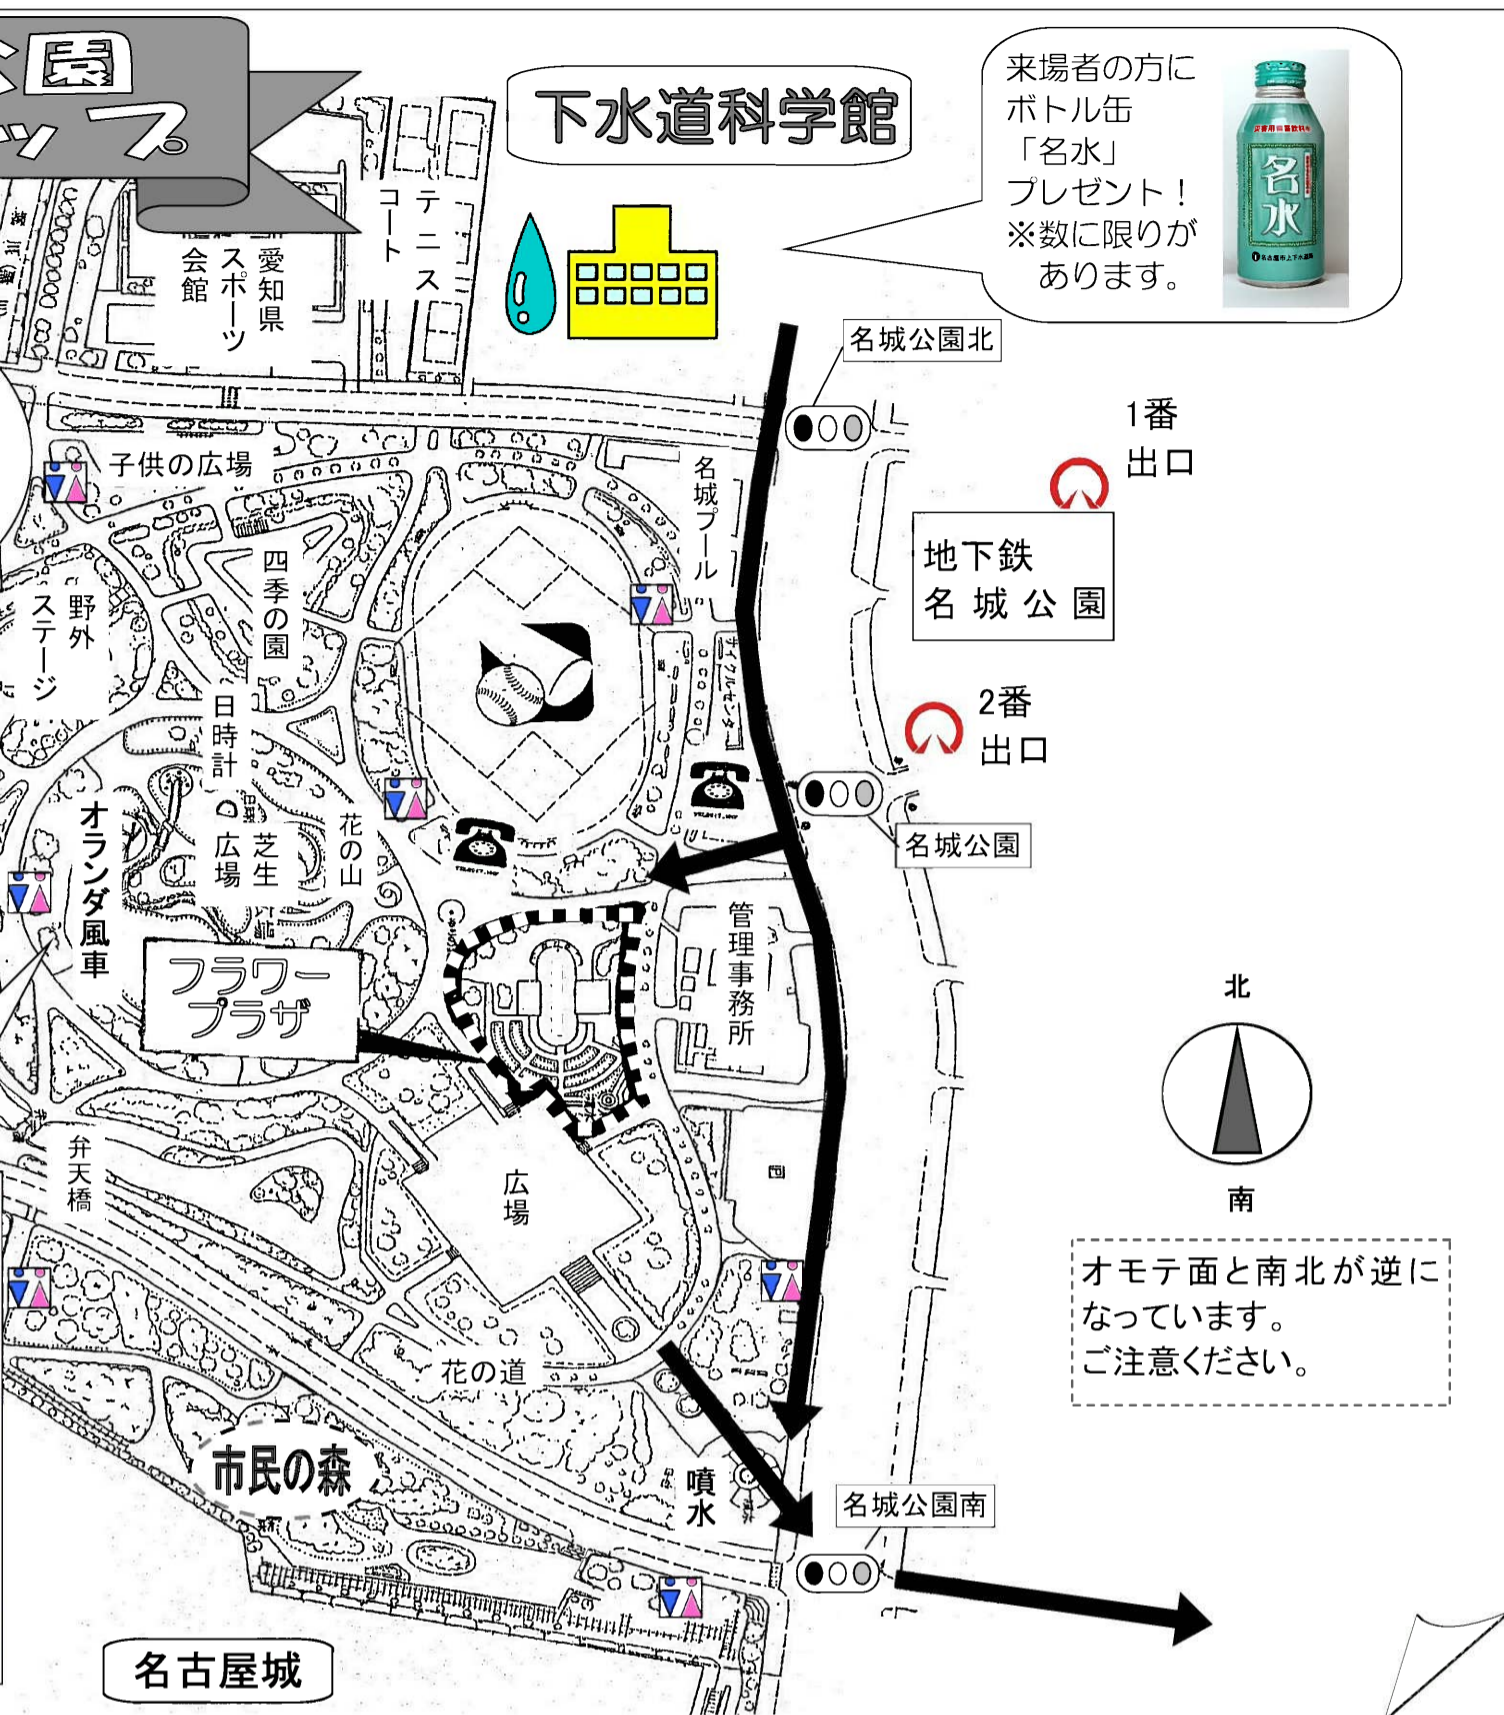 園
ップ
下水道科学館
来場者の方に
ボトル缶
「名水」
プレゼント！
※数に限りが
あります。
名水
テニス
コート
愛知県
スポーツ
会館
名城公園北
1番
出口
子供の広場
名城プール
地下鉄
名城公園
四季の園
野外
ステージ
サイクルセンター
2番
出口
日時計
オランダ風車
芝生
広場
花の山
名城公園
管理事務所
フラワー
プラザ
北
南
弁天橋
広場
オモテ面と南北が逆に
なっています。
ご注意ください。
花の道
市民の森
噴水
名城公園南
名古屋城